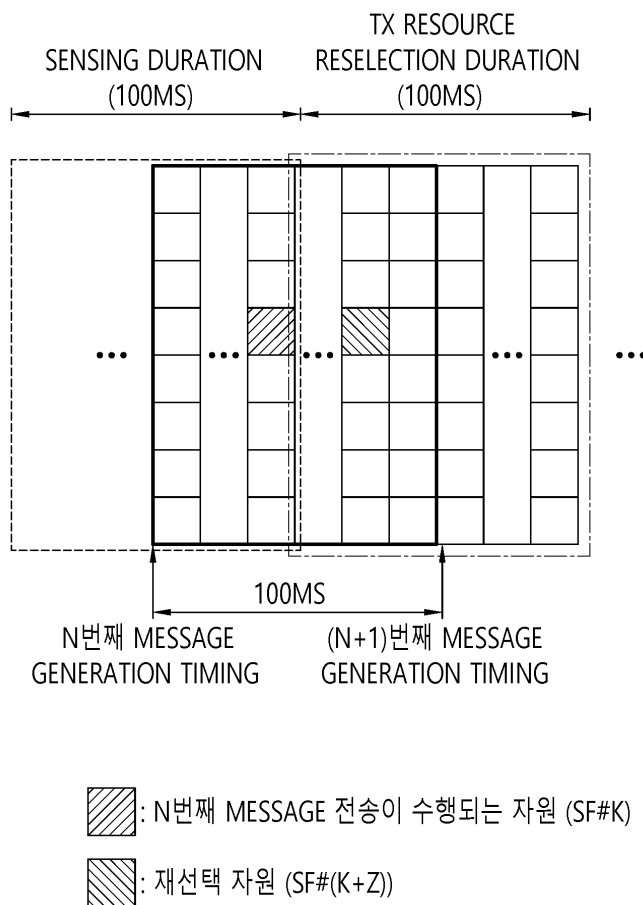 SENSING DURATION
(100MS)
TX RESOURCE
RESELECTION DURATION
(100MS)
100MS
N번째 MESSAGE
GENERATION TIMING
(N+1)번째 MESSAGE
GENERATION TIMING
: N번째 MESSAGE 전송이 수행되는 자원 (SF#K)
: 재선택 자원 (SF#(K+Z))